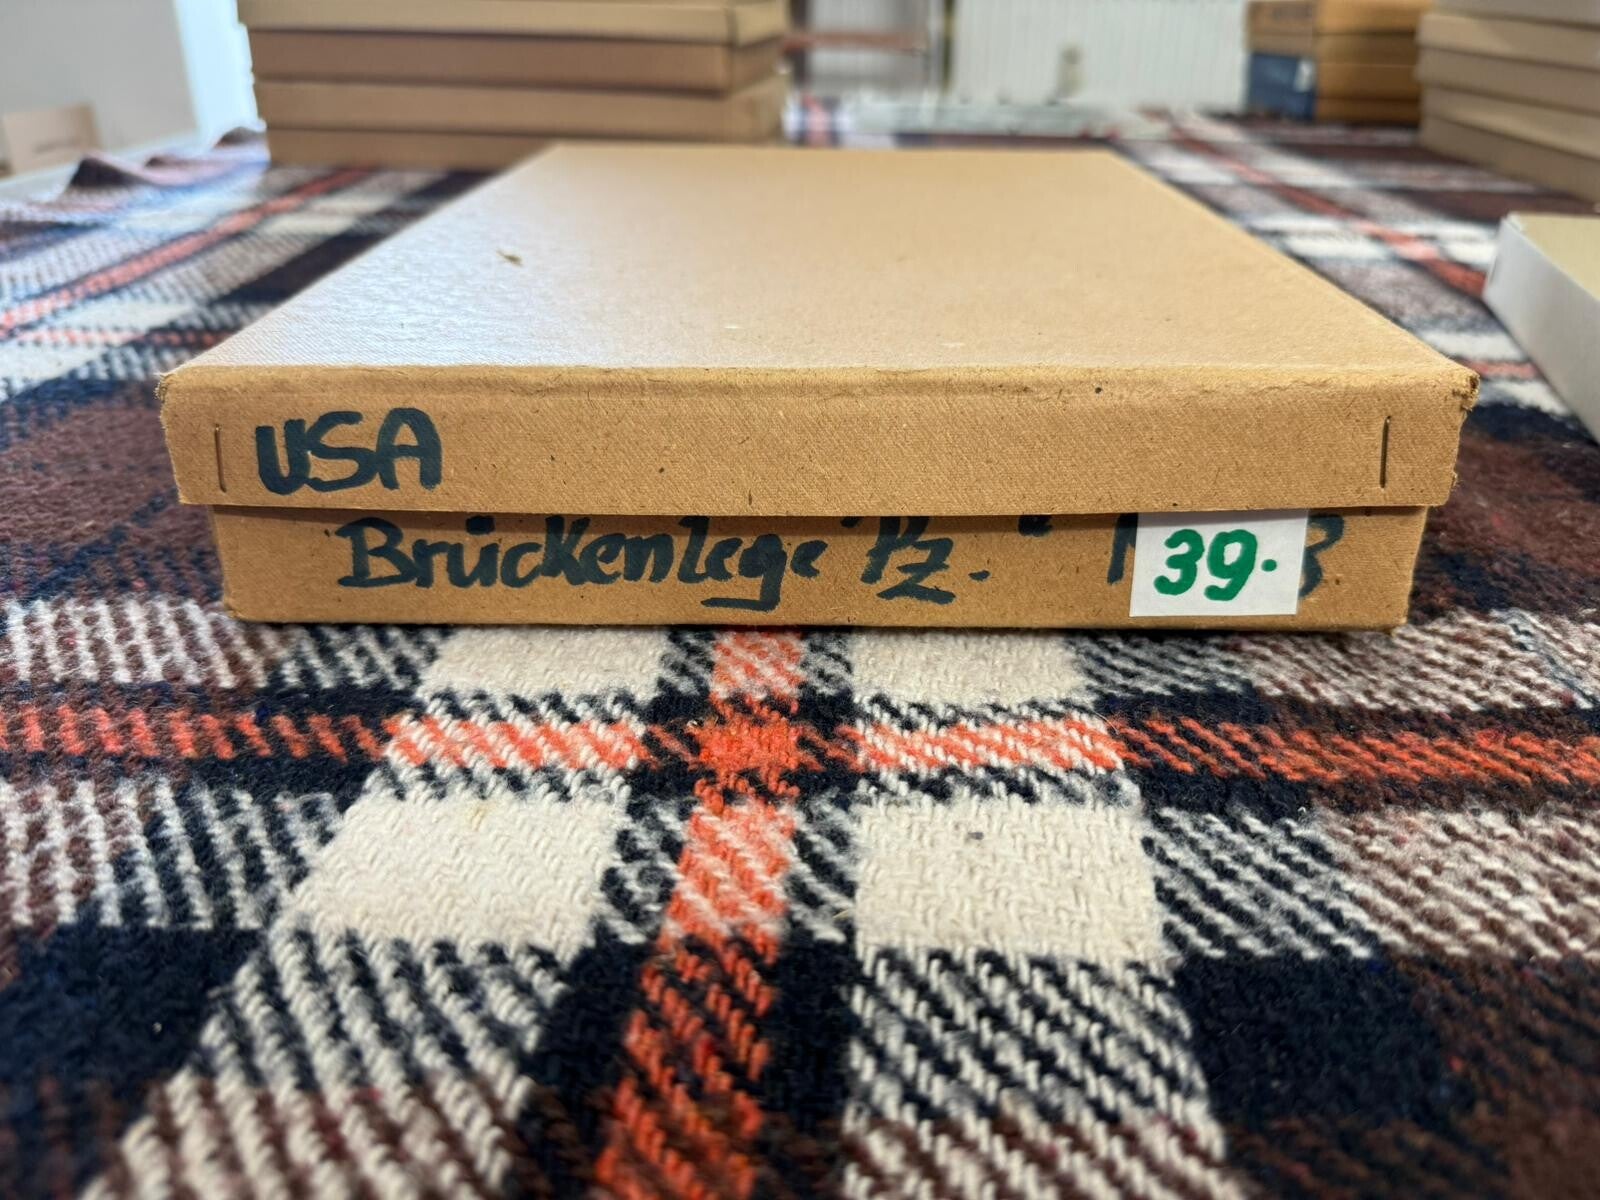 USA
Brückenlege "Pz. "
39.